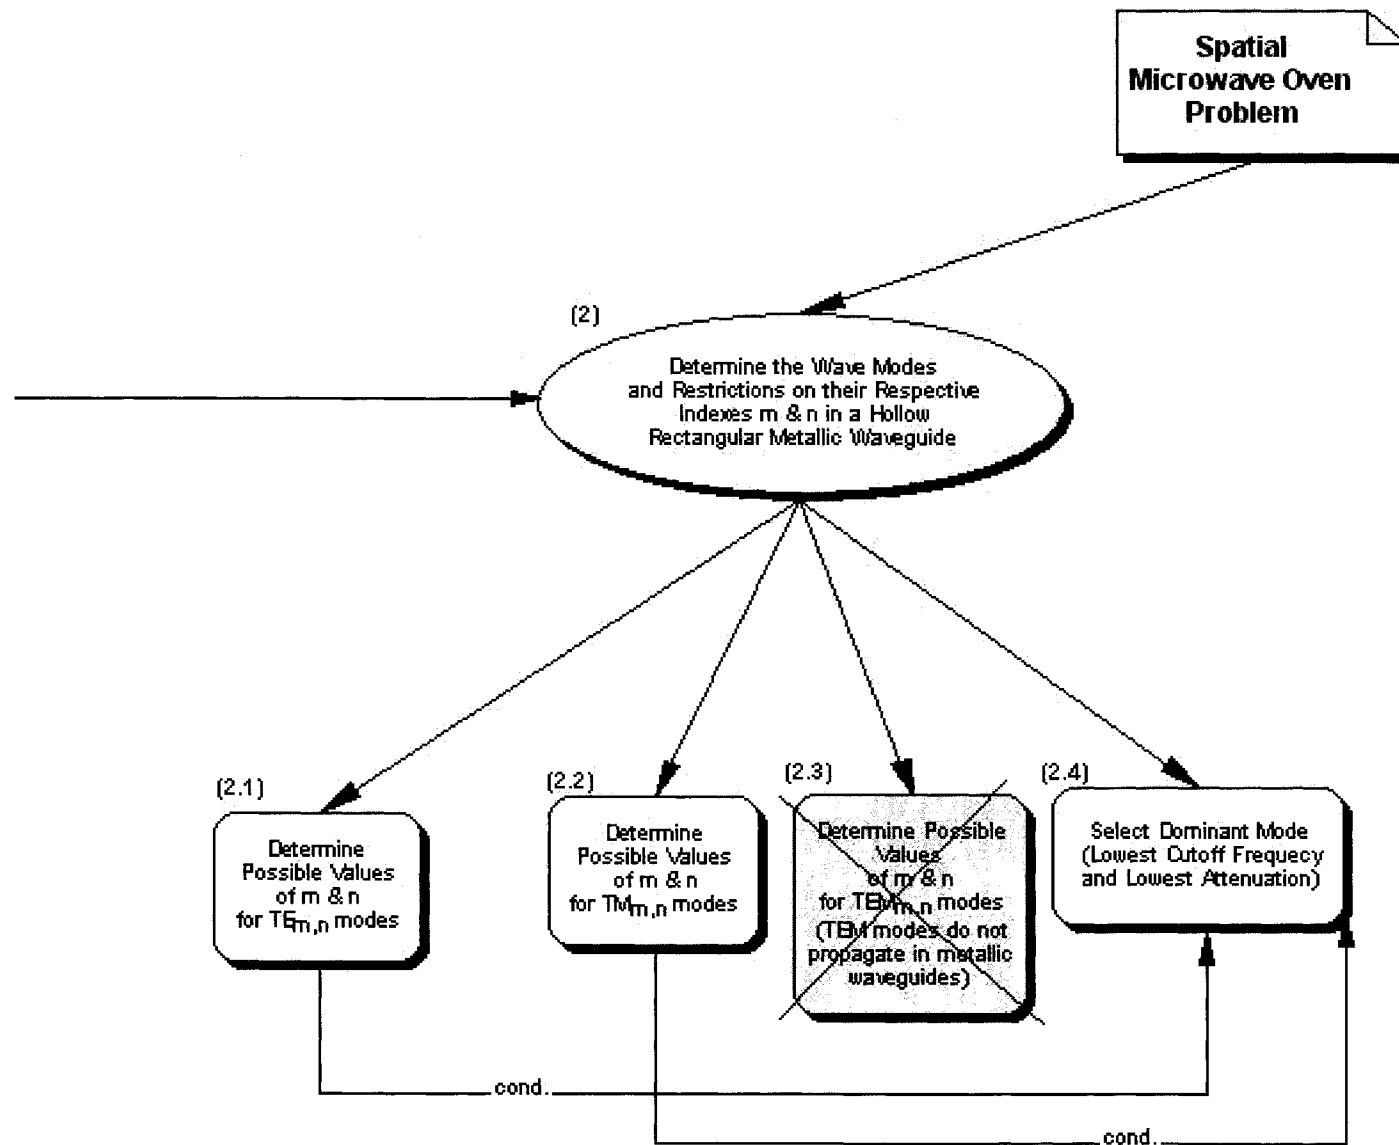 Spatial
Microwave Oven
Problem
(2)
Determine the Wave Modes
and Restrictions on their Respective
Indexes m & n in a Hollow
Rectangular Metallic Waveguide
(2.1)
Determine
Possible Values
of m & n
for TEm,n modes
(2.2)
Determine
Possible Values
of m & n
for TMm,n modes
(2.3)
Determine Possible
Values
of m & n
for TEMm,n modes
(TEM modes do not
propagate in metallic
waveguides)
(2.4)
Select Dominant Mode
(Lowest Cutoff Frequecy
and Lowest Attenuation)
cond.
cond.